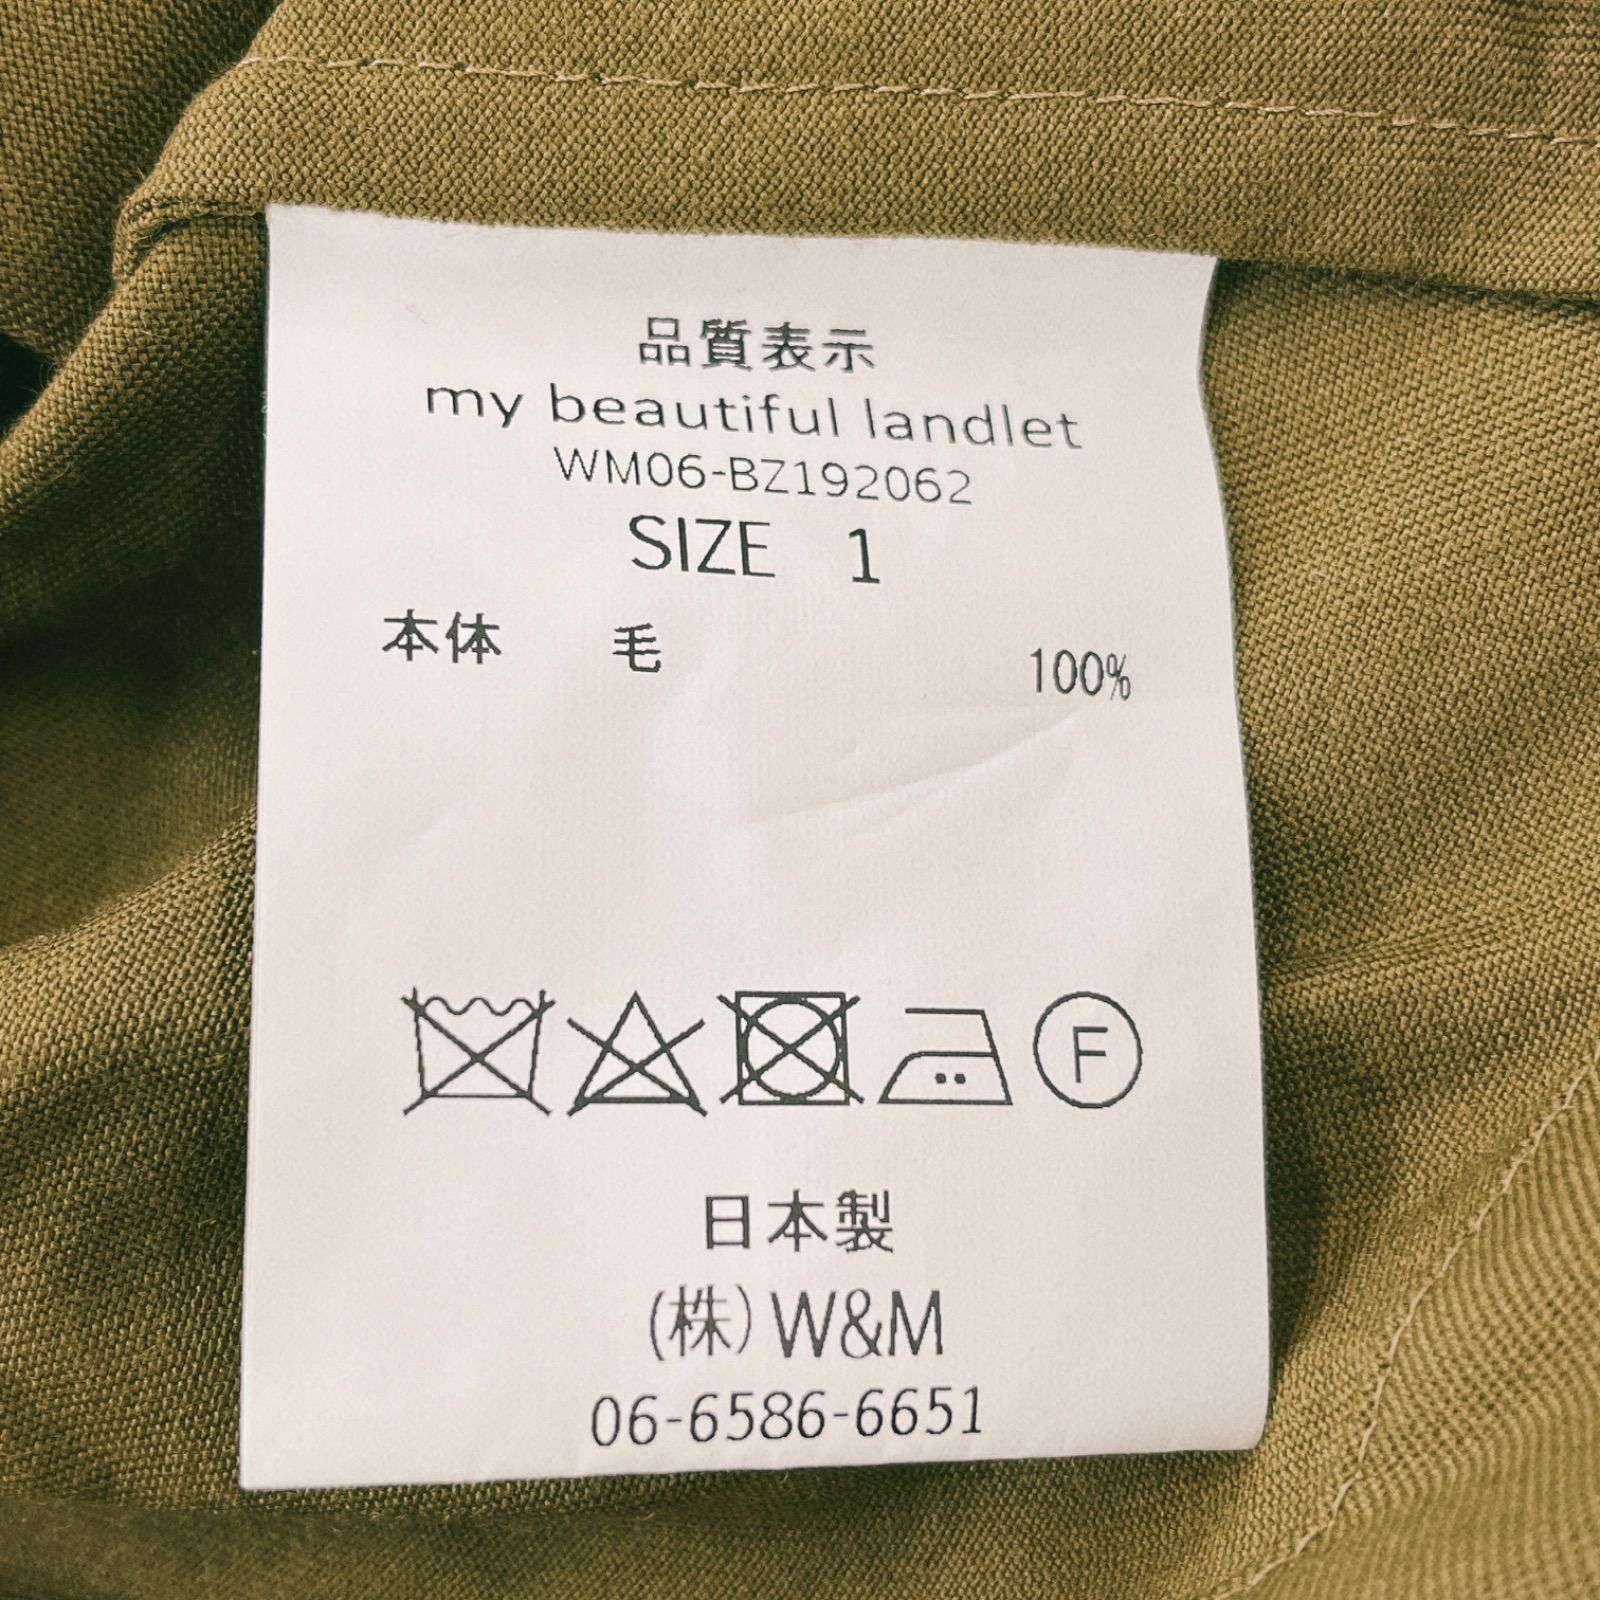 品質表示
my beautiful landlet
WM06-BZ192062
SIZE 1
本体 毛 100%
F
日本製
(株) W&M
06-6586-6651